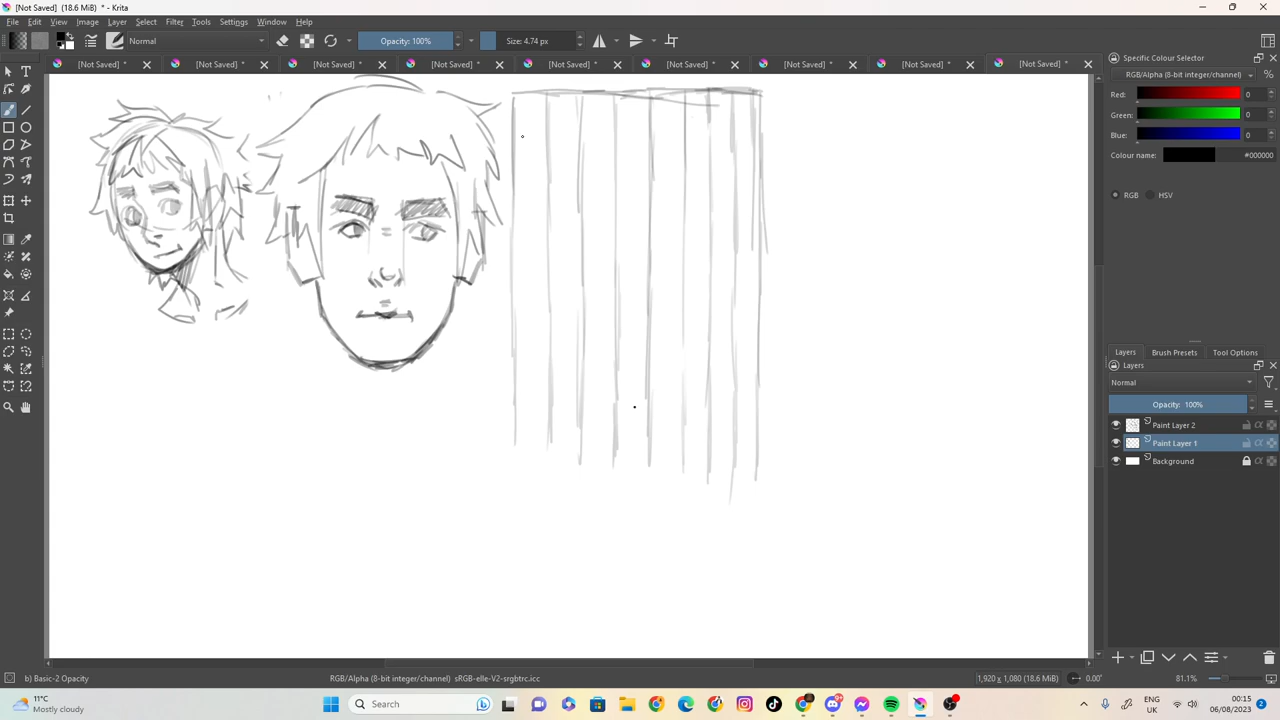 [Not Saved] (18.6 MiB) * - Krita
File Edit View Image Layer Select Filter Tools Settings Window Help
Normal Opacity: 100% Size: 4.74 px
[Not Saved] * [Not Saved] * [Not Saved] * [Not Saved] * [Not Saved] * [Not Saved] * [Not Saved] * [Not Saved] * [Not Saved] *
Specific Colour Selector
RGB/Alpha (8-bit integer/channel)
Red: 0
Green: 0
Blue: 0
Colour name: #000000
RGB HSV
Layers Brush Presets Tool Options
Layers
Normal
Opacity: 100%
Paint Layer 2
Paint Layer 1
Background
b) Basic-2 Opacity RGB/Alpha (8-bit integer/channel) sRGB-elle-V2-srgbtrc.icc 1,920 x 1,080 (18.6 MiB) 0.00° 81.1%
11°C
Mostly cloudy
Search
ENG
UK
00:15
06/08/2023
2